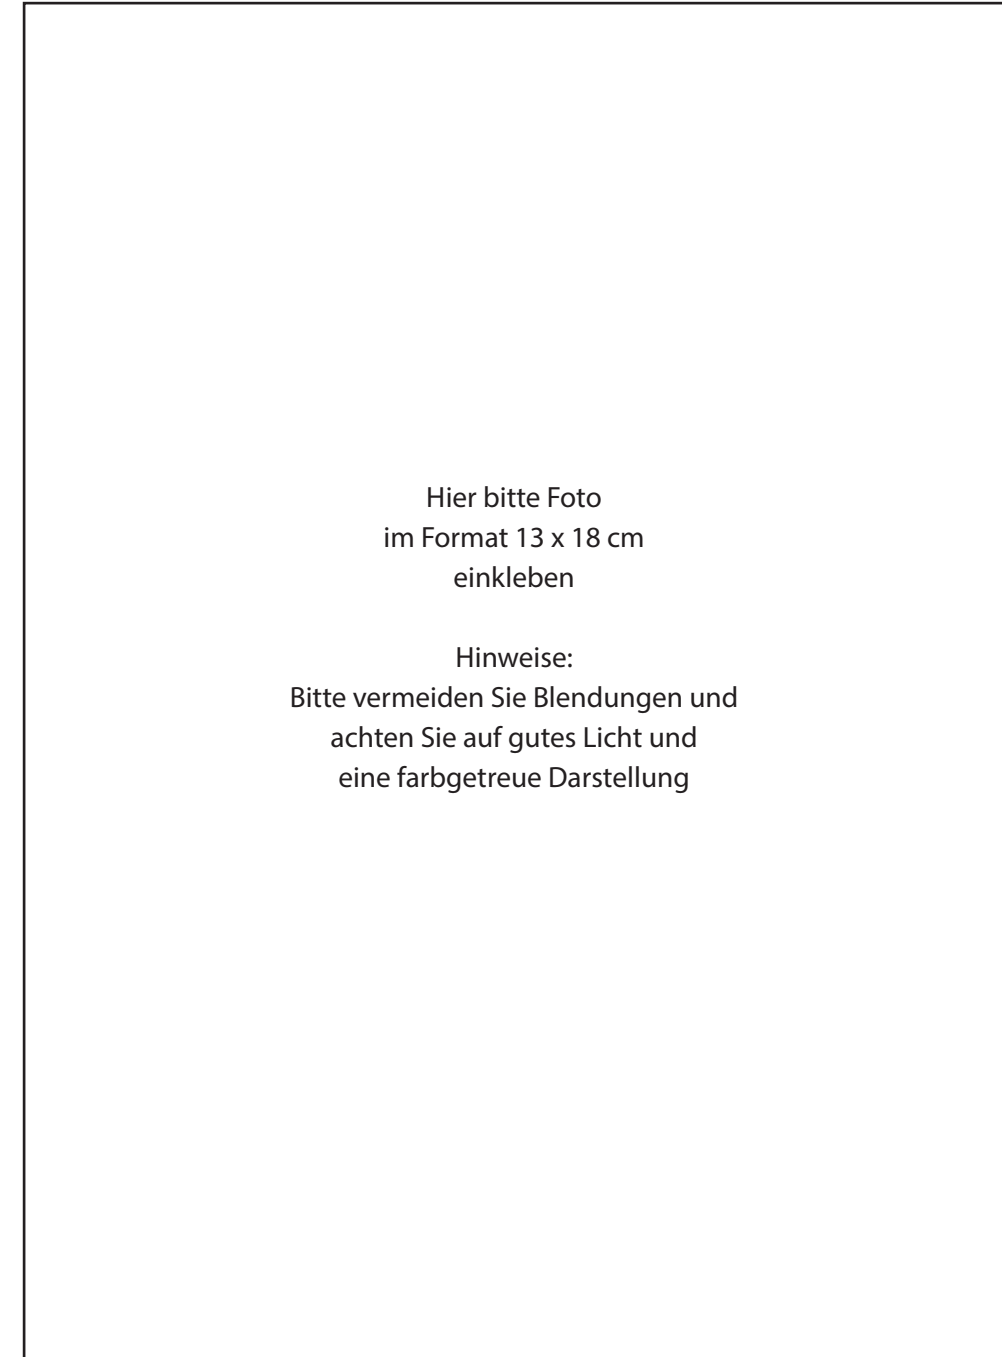 Hier bitte Foto
im Format 13 x 18 cm
einkleben
Hinweise:
Bitte vermeiden Sie Blendungen und
achten Sie auf gutes Licht und
eine farbgetreue Darstellung